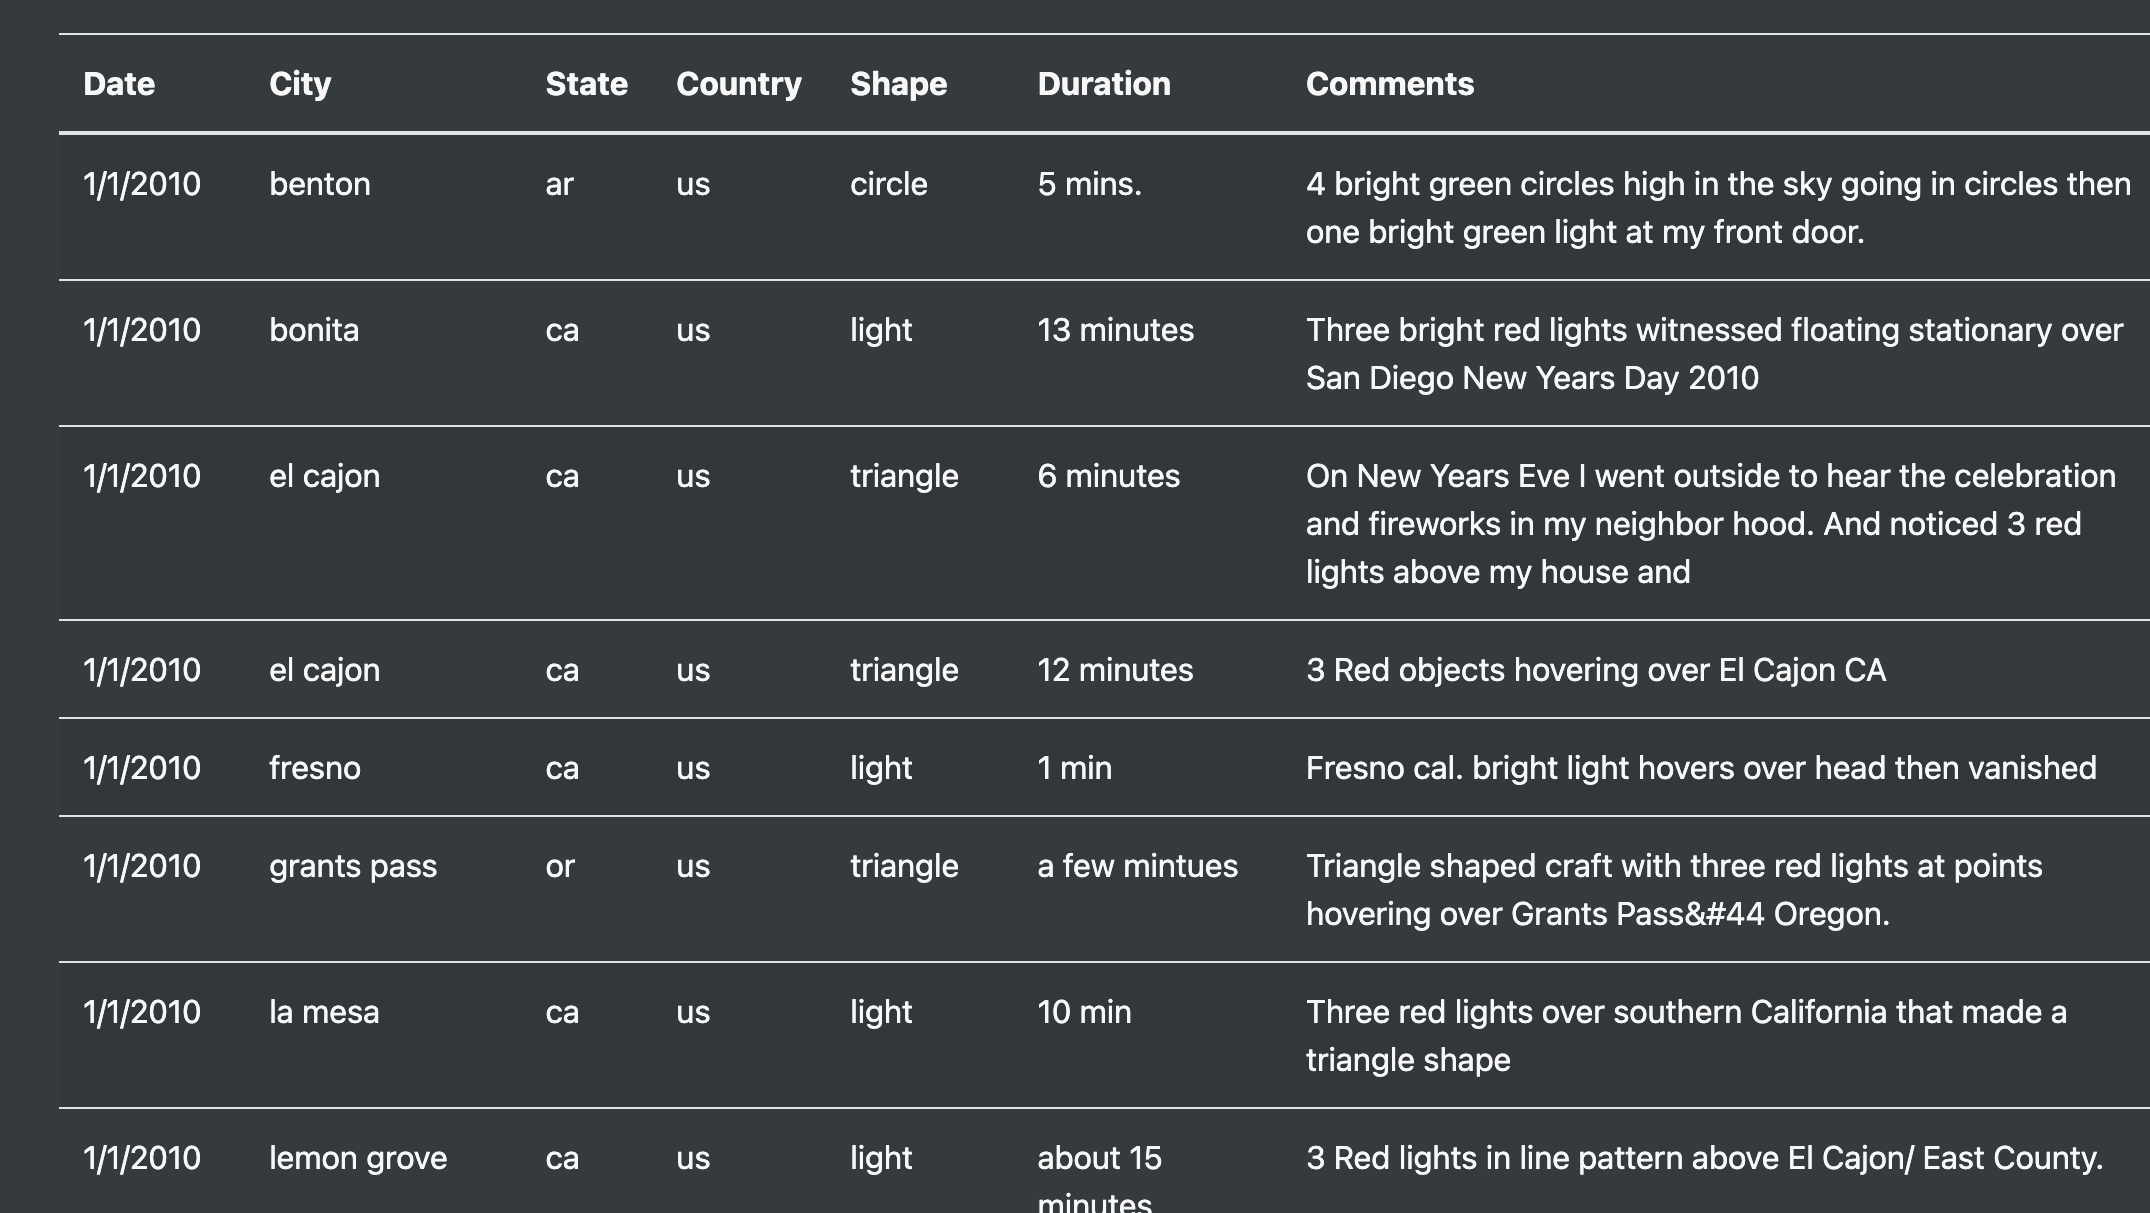 Date City State Country Shape Duration Comments
1/1/2010 benton ar us circle 5 mins. 4 bright green circles high in the sky going in circles then
one bright green light at my front door.
1/1/2010 bonita ca us light 13 minutes Three bright red lights witnessed floating stationary over
San Diego New Years Day 2010
1/1/2010 el cajon ca us triangle 6 minutes On New Years Eve I went outside to hear the celebration
and fireworks in my neighbor hood. And noticed 3 red
lights above my house and
1/1/2010 el cajon ca us triangle 12 minutes 3 Red objects hovering over El Cajon CA
1/1/2010 fresno ca us light 1 min Fresno cal. bright light hovers over head then vanished
1/1/2010 grants pass or us triangle a few mintues Triangle shaped craft with three red lights at points
hovering over Grants Pass&#44 Oregon.
1/1/2010 la mesa ca us light 10 min Three red lights over southern California that made a
triangle shape
1/1/2010 lemon grove ca us light about 15 3 Red lights in line pattern above El Cajon/ East County.
minutes